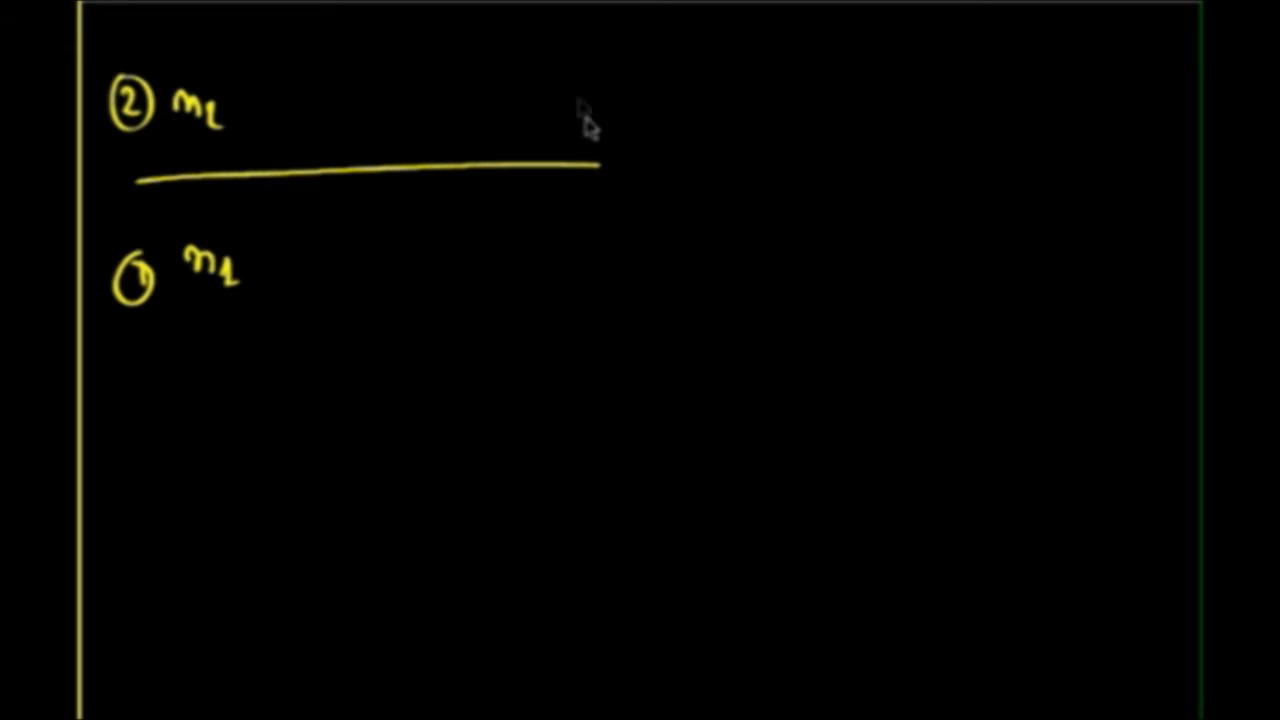 ② n₂
① n₁